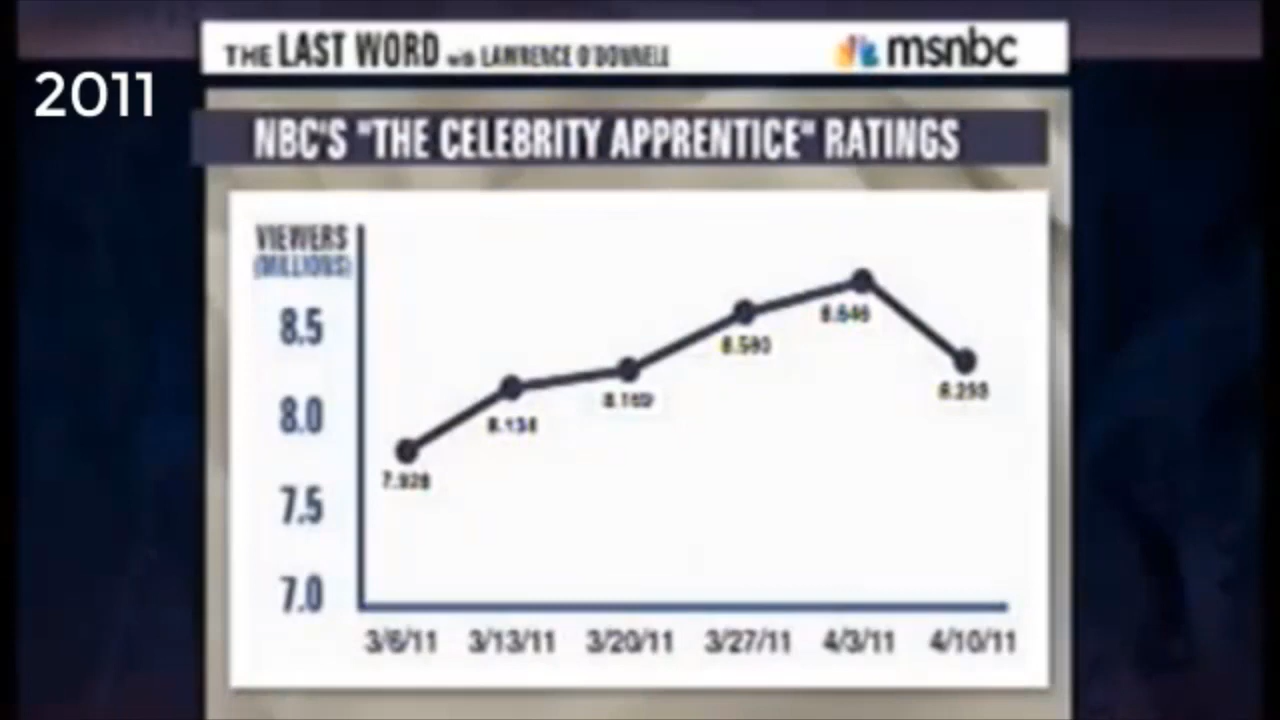 THE LAST WORD with LAWRENCE O'DONNELL
msnbc
2011
NBC'S "THE CELEBRITY APPRENTICE" RATINGS
VIEWERS
(MILLIONS)
8.5
8.0
7.5
7.0
3/6/11 3/13/11 3/20/11 3/27/11 4/3/11 4/10/11